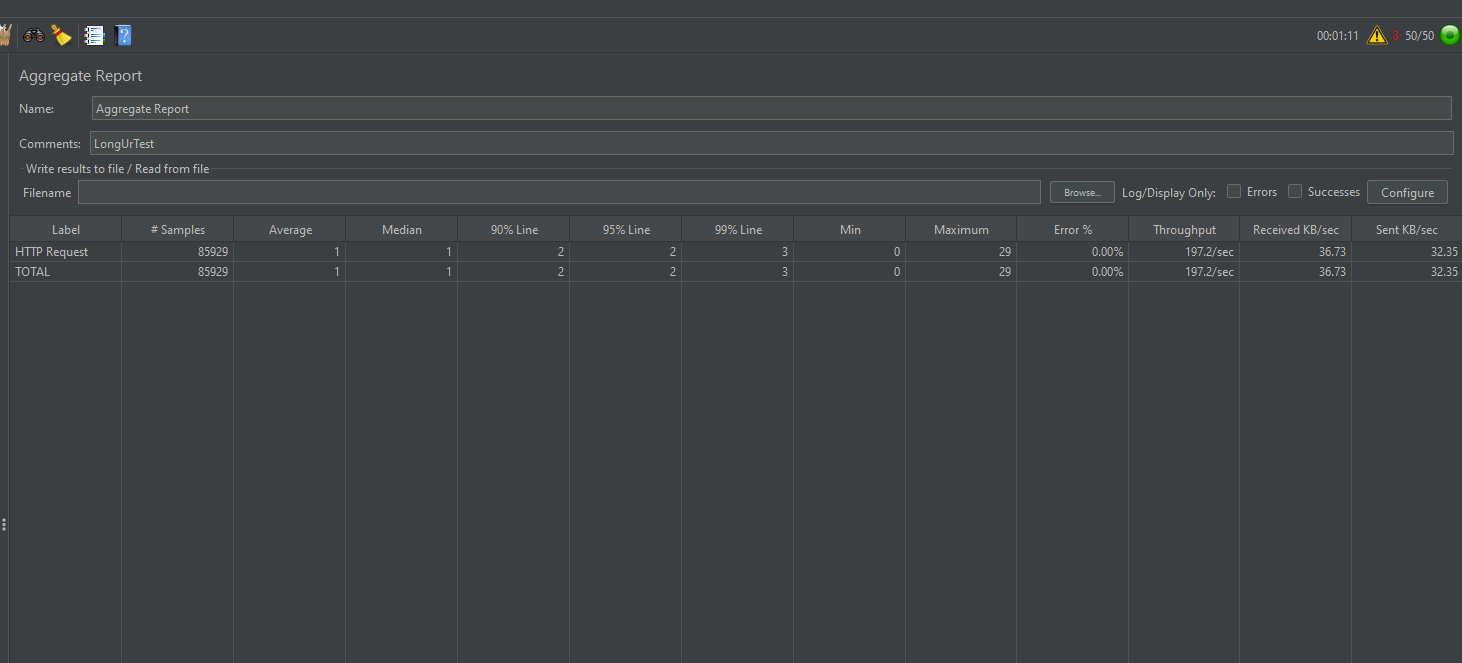 00:01:11 3 50/50
Aggregate Report
Name: Aggregate Report
Comments: LongUrTest
Write results to file / Read from file
Filename Browse... Log/Display Only: Errors Successes Configure
Label # Samples Average Median 90% Line 95% Line 99% Line Min Maximum Error % Throughput Received KB/sec Sent KB/sec
HTTP Request 85929 1 1 2 2 3 0 29 0.00% 197.2/sec 36.73 32.35
TOTAL 85929 1 1 2 2 3 0 29 0.00% 197.2/sec 36.73 32.35